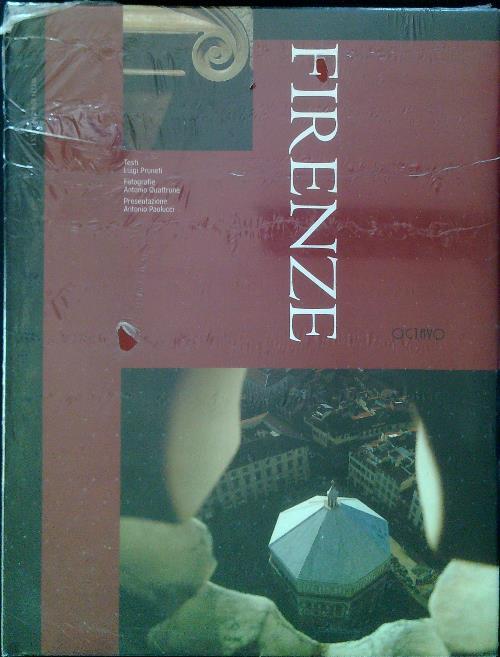 FIRENZE
Testi
Luigi Pruneti
Fotografie
Antonio Quattrone
Presentazione
Antonio Paolucci
OCTAVO